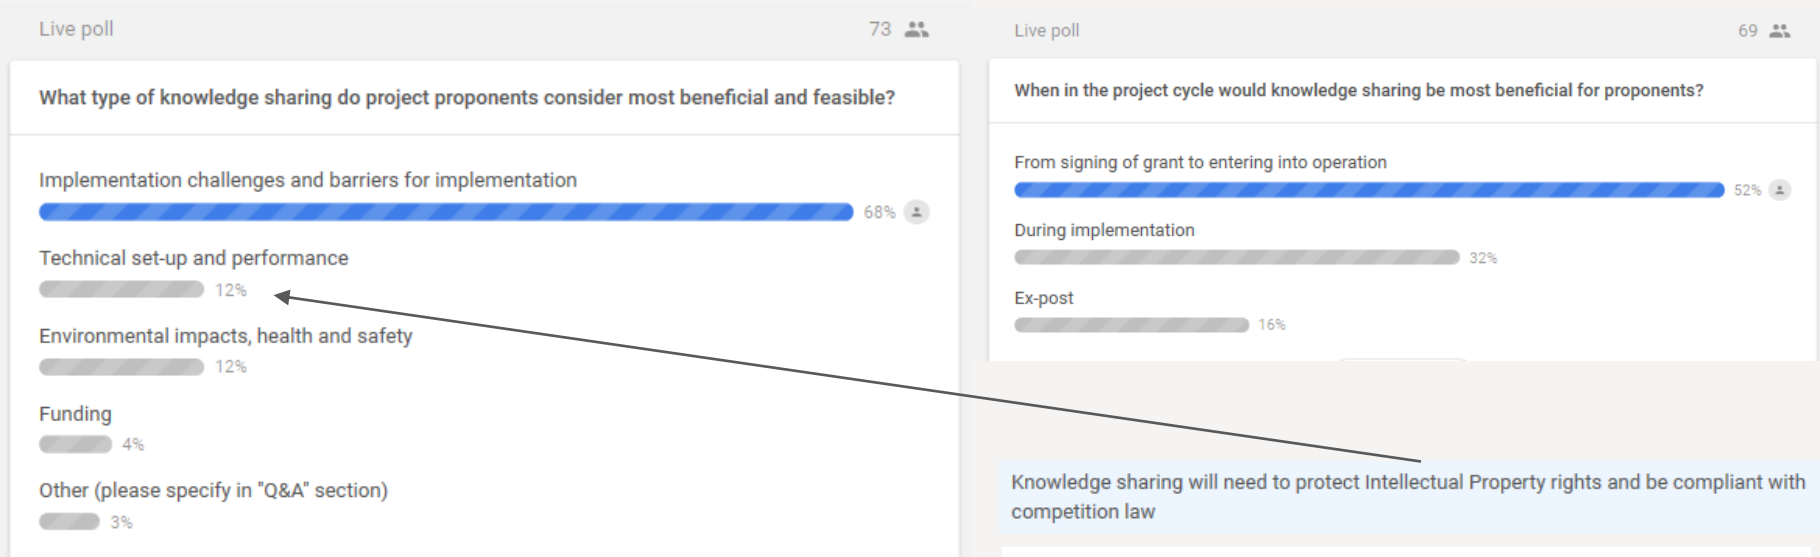 Live poll
73
What type of knowledge sharing do project proponents consider most beneficial and feasible?
Implementation challenges and barriers for implementation
68%
Technical set-up and performance
12%
Environmental impacts, health and safety
12%
Funding
4%
Other (please specify in "Q&A" section)
3%
Live poll
69
When in the project cycle would knowledge sharing be most beneficial for proponents?
From signing of grant to entering into operation
52%
During implementation
32%
Ex-post
16%
Knowledge sharing will need to protect Intellectual Property rights and be compliant with
competition law